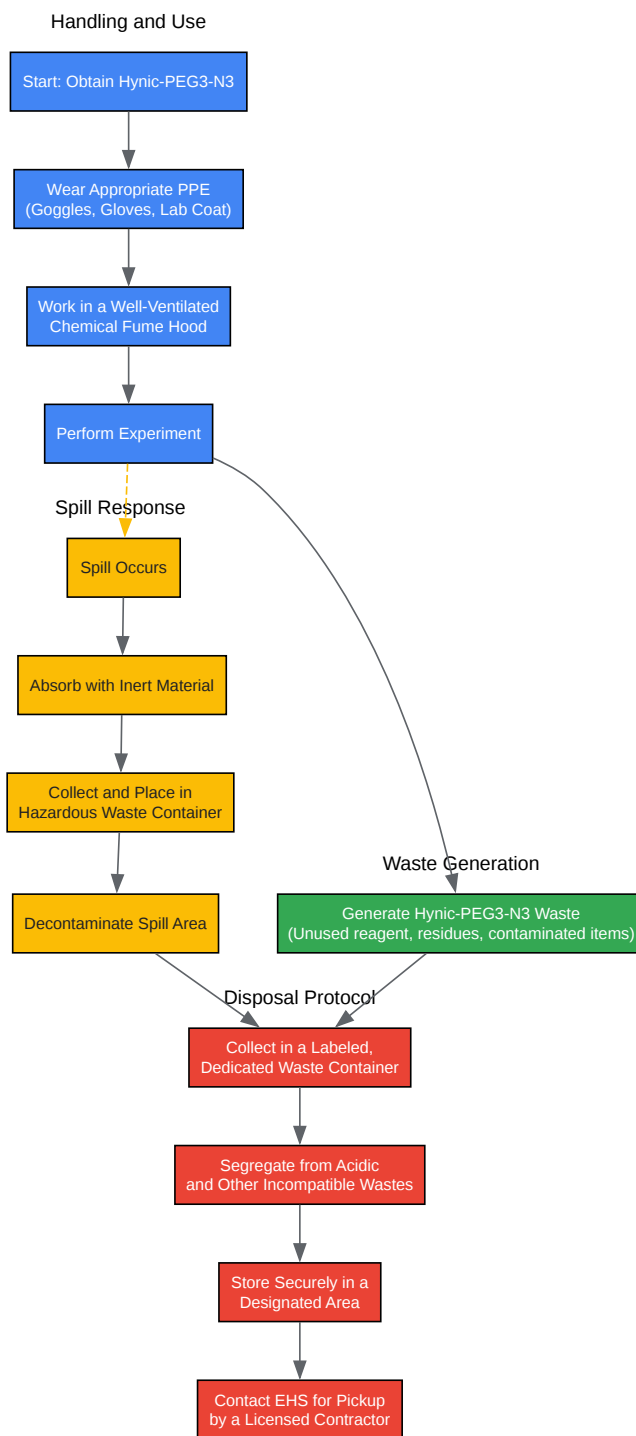 Handling and Use
Start: Obtain Hynic-PEG3-N3
Wear Appropriate PPE
(Goggles, Gloves, Lab Coat)
Work in a Well-Ventilated
Chemical Fume Hood
Perform Experiment
Spill Response
Spill Occurs
Absorb with Inert Material
Collect and Place in
Hazardous Waste Container
Decontaminate Spill Area
Waste Generation
Generate Hynic-PEG3-N3 Waste
(Unused reagent, residues, contaminated items)
Disposal Protocol
Collect in a Labeled,
Dedicated Waste Container
Segregate from Acidic
and Other Incompatible Wastes
Store Securely in a
Designated Area
Contact EHS for Pickup
by a Licensed Contractor